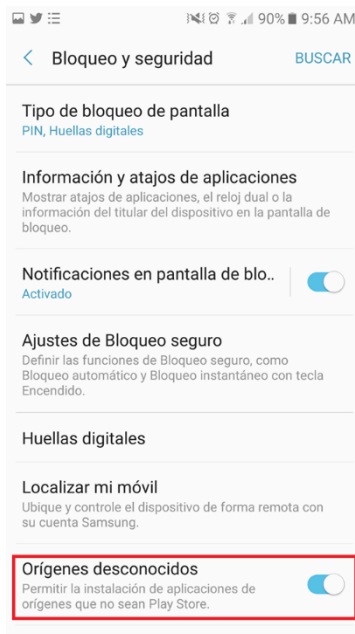 90% 9:56 AM
Bloqueo y seguridad BUSCAR
Tipo de bloqueo de pantalla
PIN, Huellas digitales
Información y atajos de aplicaciones
Mostrar atajos de aplicaciones, el reloj dual o la
información del titular del dispositivo en la pantalla de
bloqueo.
Notificaciones en pantalla de blo..
Activado
Ajustes de Bloqueo seguro
Definir las funciones de Bloqueo seguro, como
Bloqueo automático y Bloqueo instantáneo con tecla
Encendido.
Huellas digitales
Localizar mi móvil
Ubique y controle el dispositivo de forma remota con
su cuenta Samsung.
Orígenes desconocidos
Permitir la instalación de aplicaciones de
orígenes que no sean Play Store.